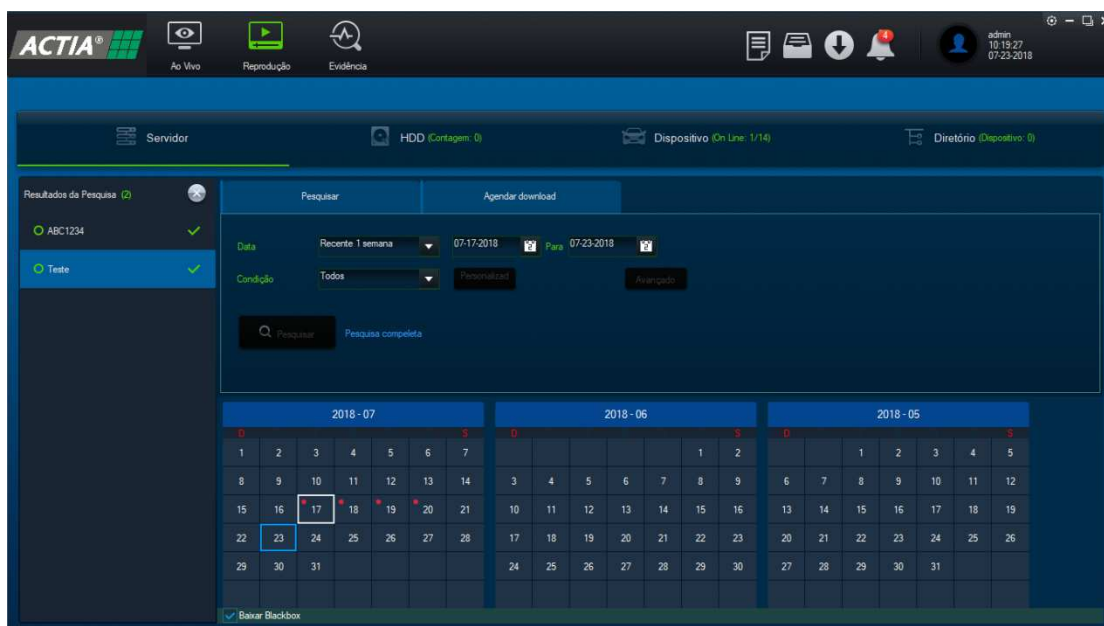 ACTIA®
Ao Vivo
Reprodução
Evidência
4
admin
10:19:27
07-23-2018
Servidor
HDD (Contagem: 0)
Dispositivo (On Line: 1/14)
Diretório (Dispositivo: 0)
Resultados da Pesquisa (2)
ABC1234
Teste
Pesquisar
Agendar download
Data
Recente 1 semana
07-17-2018
Para
07-23-2018
Condição
Todos
Personalizad
Avançado
Pesquisar
Pesquisa compeleta
2018 - 07
D S
1 2 3 4 5 6 7
8 9 10 11 12 13 14
15 16 17 18 19 20 21
22 23 24 25 26 27 28
29 30 31
2018 - 06
D S
1 2
3 4 5 6 7 8 9
10 11 12 13 14 15 16
17 18 19 20 21 22 23
24 25 26 27 28 29 30
2018 - 05
D S
1 2 3 4 5
6 7 8 9 10 11 12
13 14 15 16 17 18 19
20 21 22 23 24 25 26
27 28 29 30 31
Baixar Blackbox